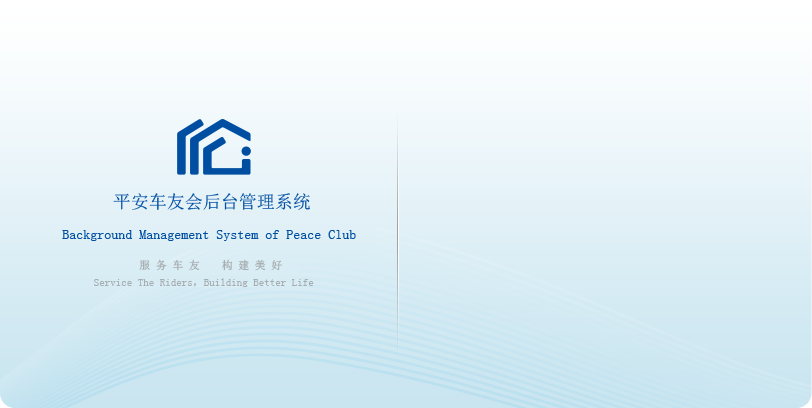 平安车友会后台管理系统
Background Management System of Peace Club
服务车友 构建美好
Service The Riders, Building Better Life